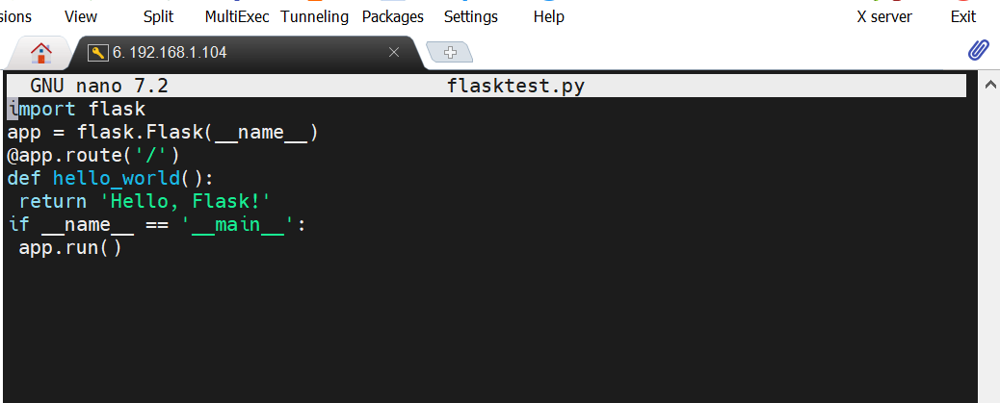 sions View Split MultiExec Tunneling Packages Settings Help X server Exit
6. 192.168.1.104
GNU nano 7.2 flasktest.py
import flask
app = flask.Flask(__name__)
@app.route('/')
def hello_world():
 return 'Hello, Flask!'
if __name__ == '__main__':
 app.run()